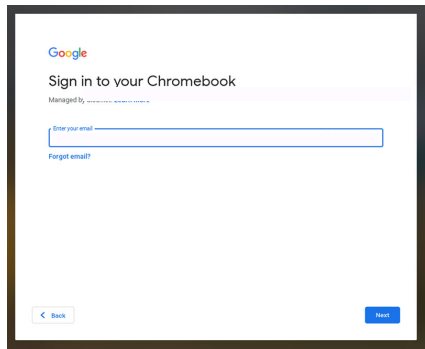 Google
Sign in to your Chromebook
Managed by
Enter your email
Forgot email?
Back
Next